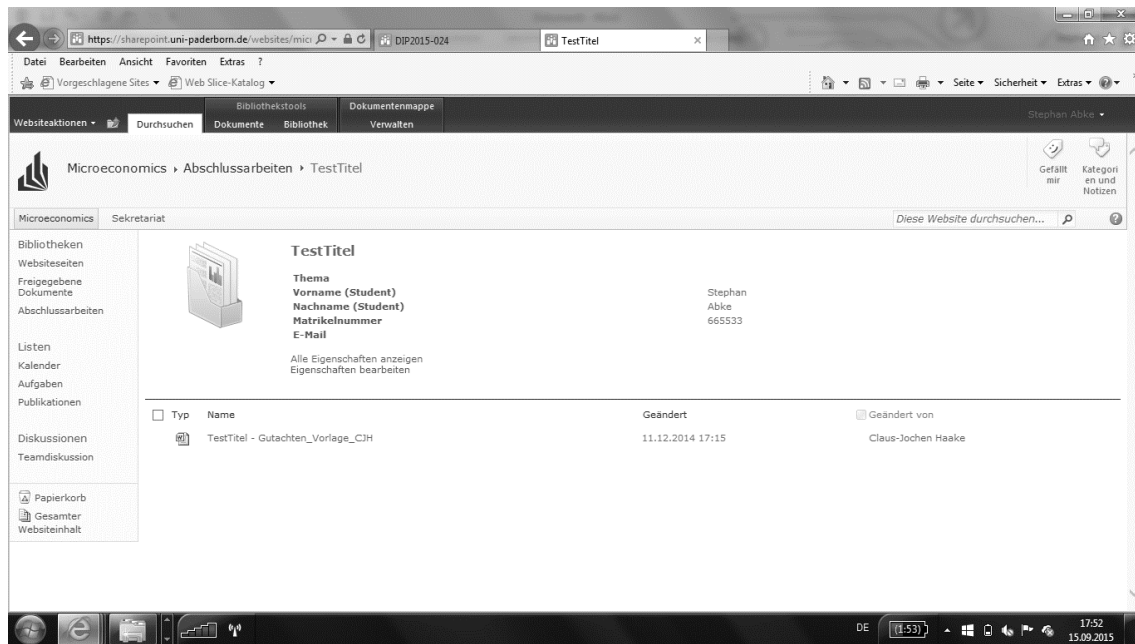 https://sharepoint.uni-paderborn.de/websites/mici
DIP2015-024
TestTitel
Datei Bearbeiten Ansicht Favoriten Extras ?
Vorgeschlagene Sites Web Slice-Katalog
Seite Sicherheit Extras
Bibliothekstools Dokumentenmappe
Websiteaktionen Durchsuchen Dokumente Bibliothek Verwalten
Stephan Abke
Microeconomics Abschlussarbeiten TestTitel
Gefällt
mir
Kategori
en und
Notizen
Microeconomics Sekretariat
Diese Website durchsuchen...
Bibliotheken
Websiteseiten
Freigegebene
Dokumente
Abschlussarbeiten
Listen
Kalender
Aufgaben
Publikationen
Diskussionen
Teamdiskussion
Papierkorb
Gesamter
Websiteinhalt
TestTitel
Thema
Vorname (Student) Stephan
Nachname (Student) Abke
Matrikelnummer 665533
E-Mail
Alle Eigenschaften anzeigen
Eigenschaften bearbeiten
Typ Name Geändert Geändert von
TestTitel - Gutachten_Vorlage_CJH 11.12.2014 17:15 Claus-Jochen Haake
DE (1:53) 17:52
15.09.2015